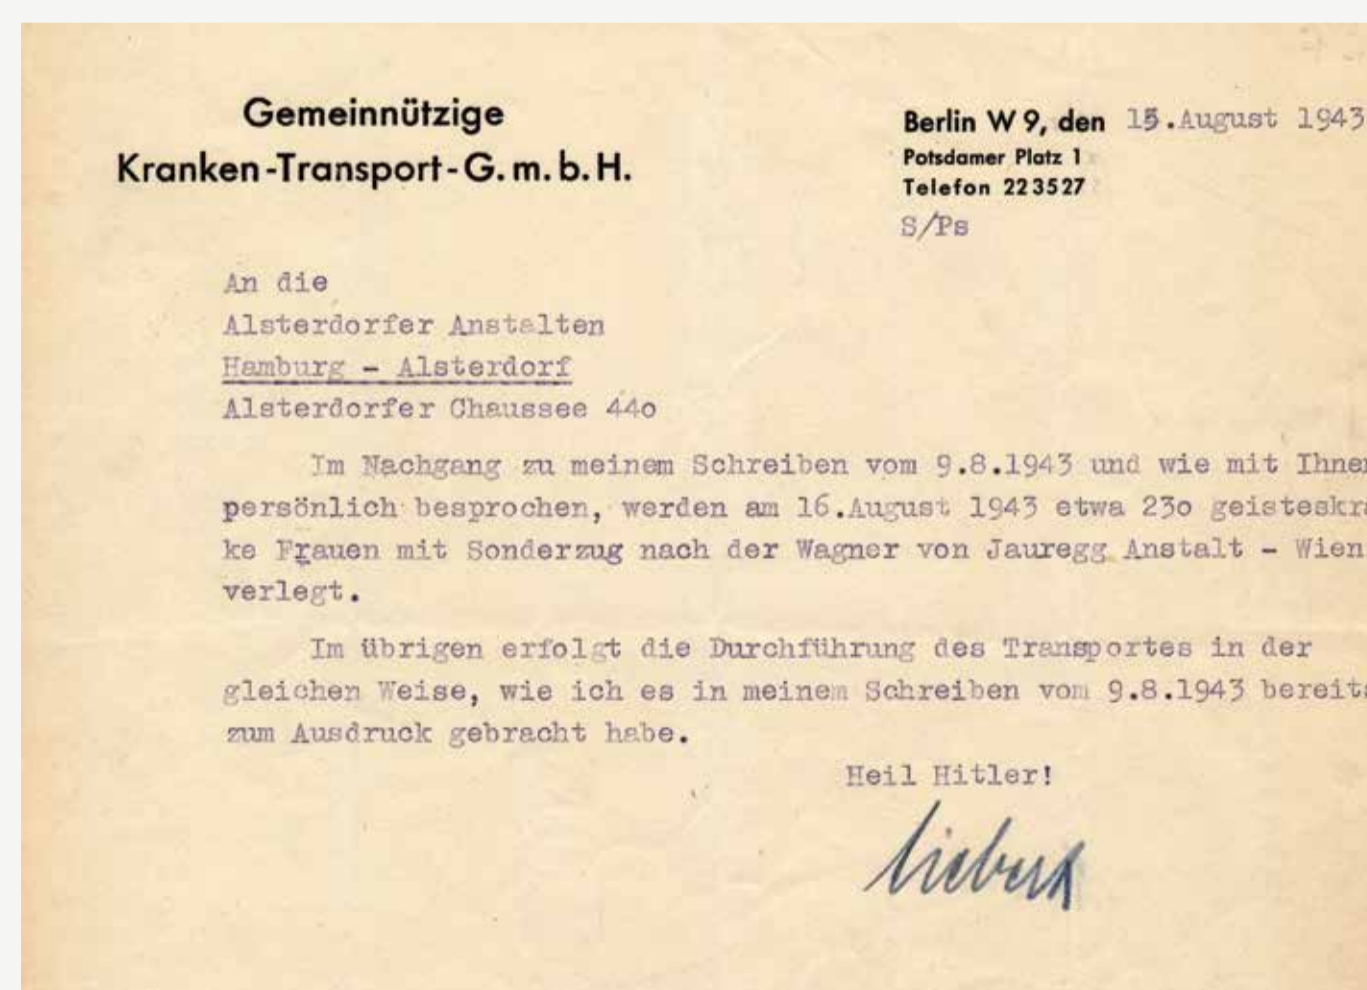 Gemeinnützige
Kranken-Transport-G.m.b.H.
Berlin W 9, den 15.August 1943
Potsdamer Platz 1
Telefon 223527
S/Ps
An die
Alsterdorfer Anstalten
Hamburg - Alsterdorf
Alsterdorfer Chaussee 44o
Im Nachgang zu meinem Schreiben vom 9.8.1943 und wie mit Ihnen
persönlich besprochen, werden am 16.August 1943 etwa 23o geisteskra
ke Frauen mit Sonderzug nach der Wagner von Jauregg Anstalt - Wien
verlegt.
Im übrigen erfolgt die Durchführung des Transportes in der
gleichen Weise, wie ich es in meinem Schreiben vom 9.8.1943 bereits
zum Ausdruck gebracht habe.
Heil Hitler!